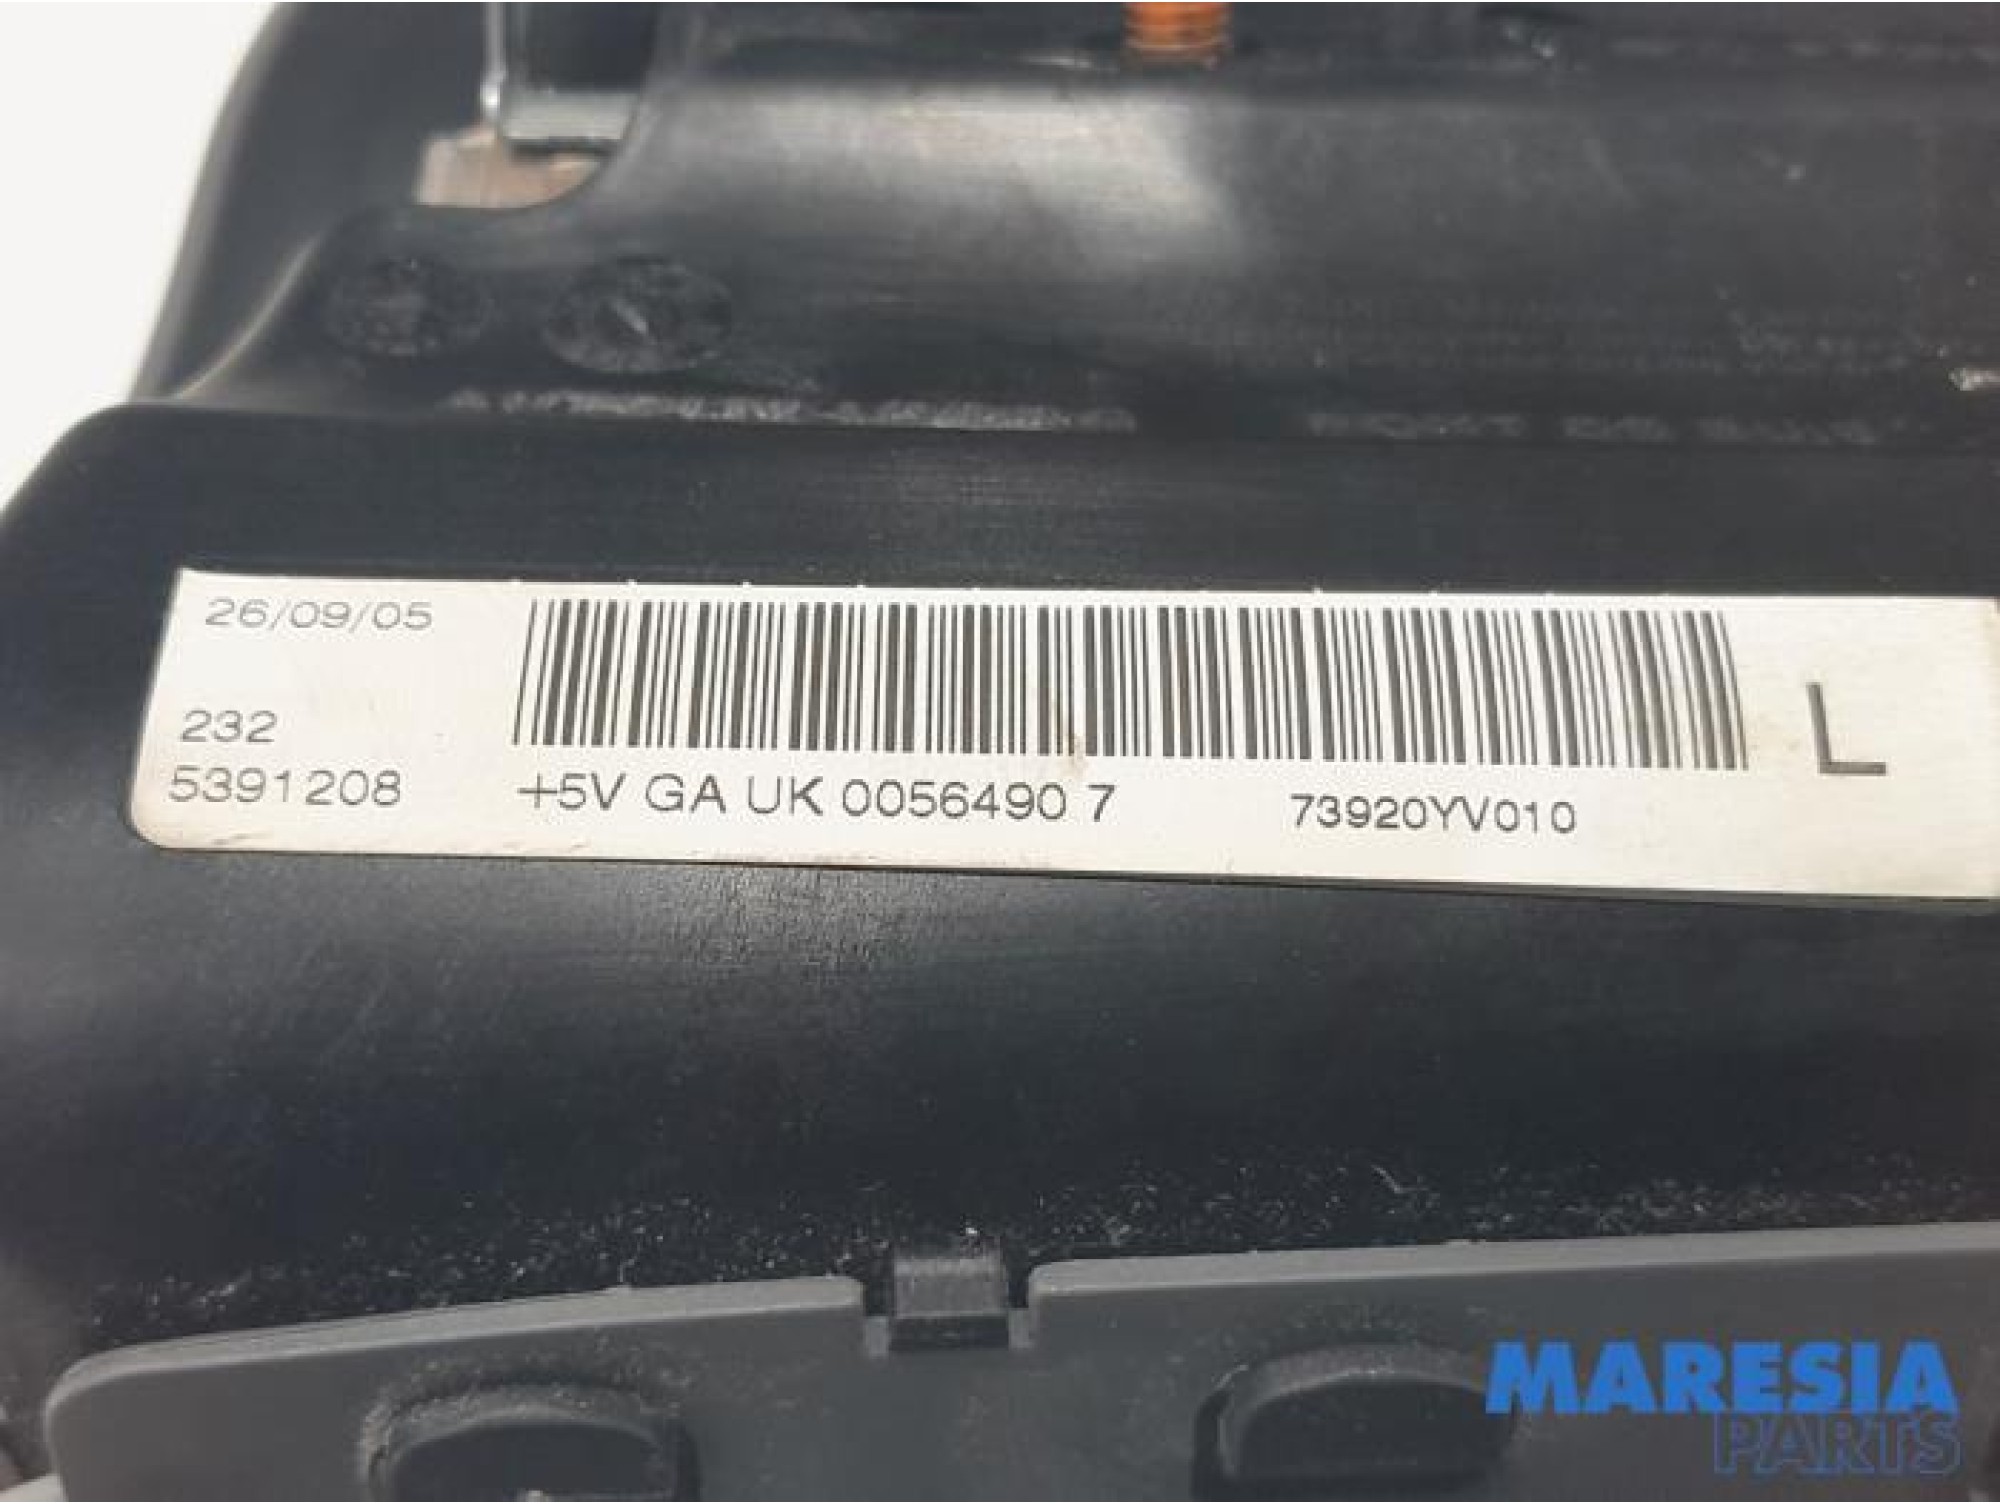 26/09/05
232
5391208
+5V GA UK 0056490 7
73920YV010
L
MARESIA
PARTS